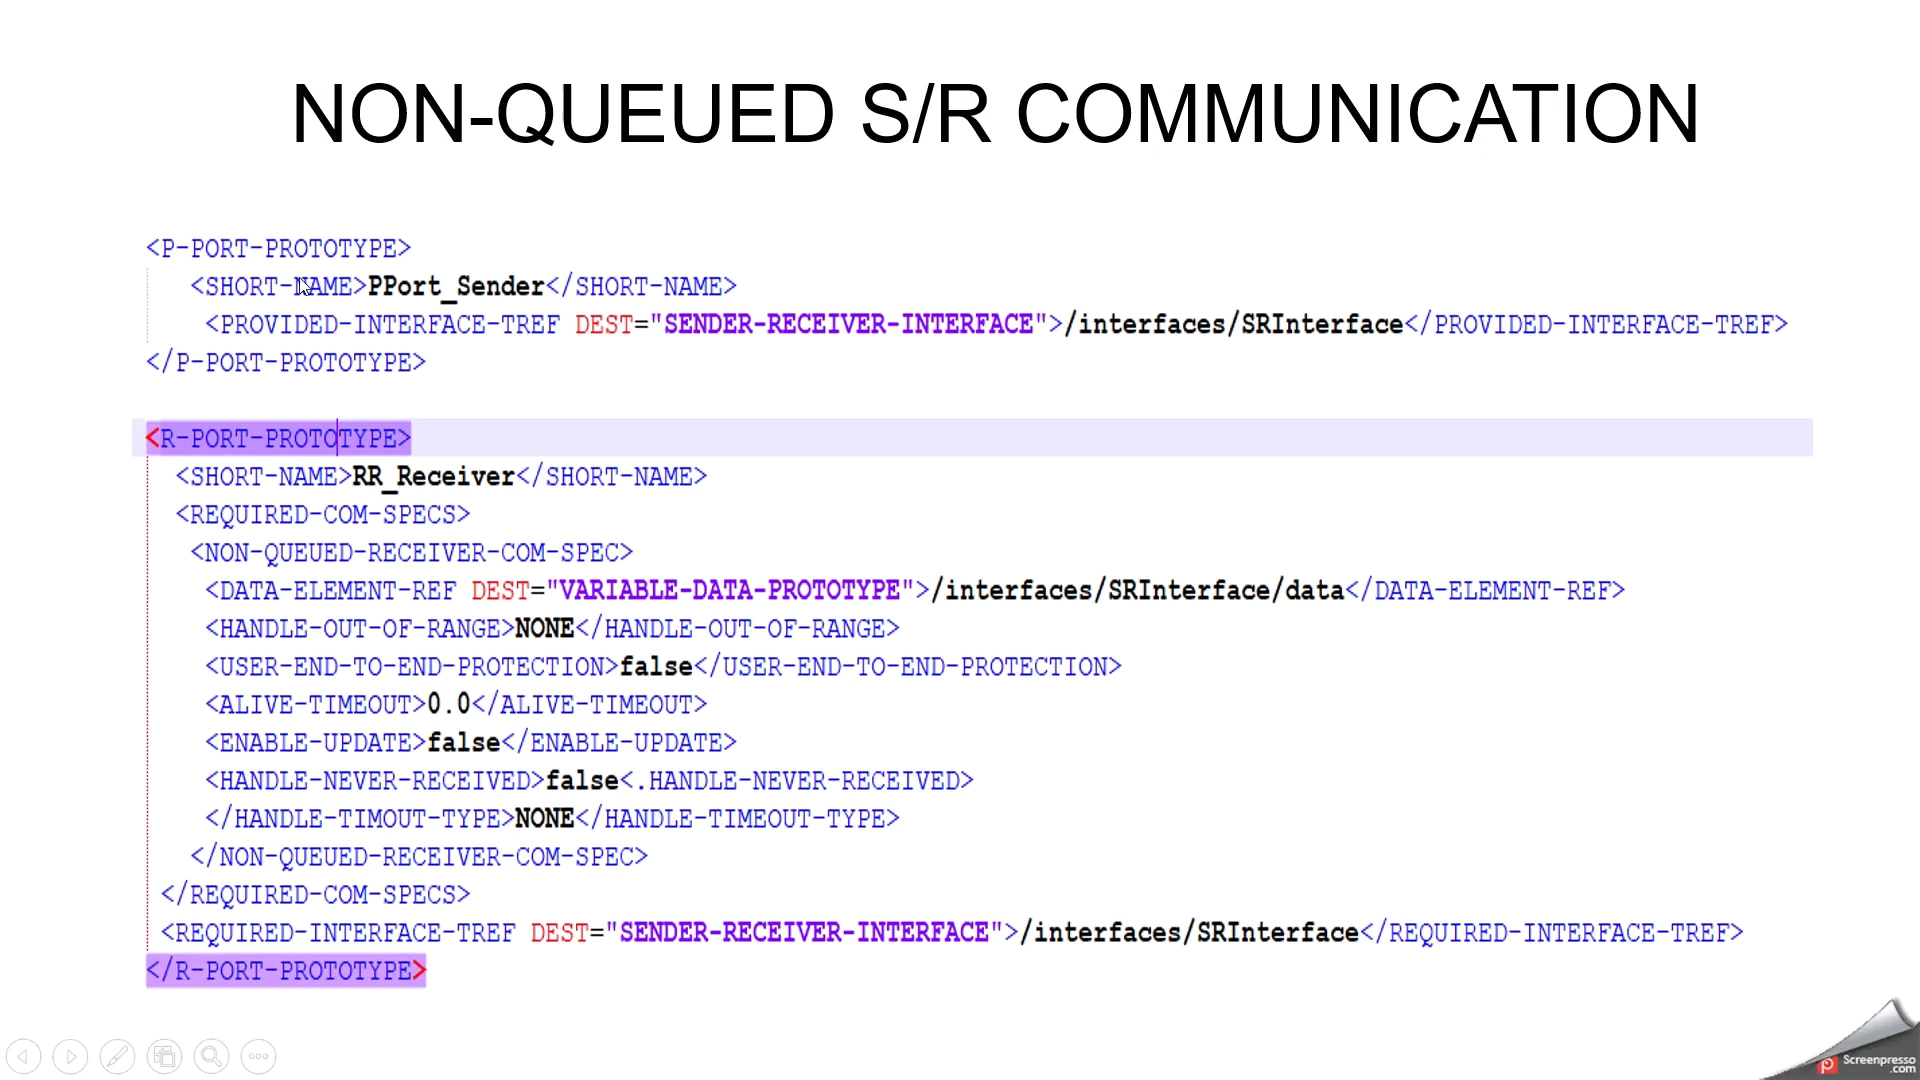 NON-QUEUED S/R COMMUNICATION
<P-PORT-PROTOTYPE>
<SHORT-NAME>PPort_Sender</SHORT-NAME>
<PROVIDED-INTERFACE-TREF DEST="SENDER-RECEIVER-INTERFACE">/interfaces/SRInterface</PROVIDED-INTERFACE-TREF>
</P-PORT-PROTOTYPE>
<R-PORT-PROTOTYPE>
<SHORT-NAME>RR_Receiver</SHORT-NAME>
<REQUIRED-COM-SPECS>
<NON-QUEUED-RECEIVER-COM-SPEC>
<DATA-ELEMENT-REF DEST="VARIABLE-DATA-PROTOTYPE">/interfaces/SRInterface/data</DATA-ELEMENT-REF>
<HANDLE-OUT-OF-RANGE>NONE</HANDLE-OUT-OF-RANGE>
<USER-END-TO-END-PROTECTION>false</USER-END-TO-END-PROTECTION>
<ALIVE-TIMEOUT>0.0</ALIVE-TIMEOUT>
<ENABLE-UPDATE>false</ENABLE-UPDATE>
<HANDLE-NEVER-RECEIVED>false<.HANDLE-NEVER-RECEIVED>
</HANDLE-TIMOUT-TYPE>NONE</HANDLE-TIMEOUT-TYPE>
</NON-QUEUED-RECEIVER-COM-SPEC>
</REQUIRED-COM-SPECS>
<REQUIRED-INTERFACE-TREF DEST="SENDER-RECEIVER-INTERFACE">/interfaces/SRInterface</REQUIRED-INTERFACE-TREF>
</R-PORT-PROTOTYPE>
Screenpresso
.com